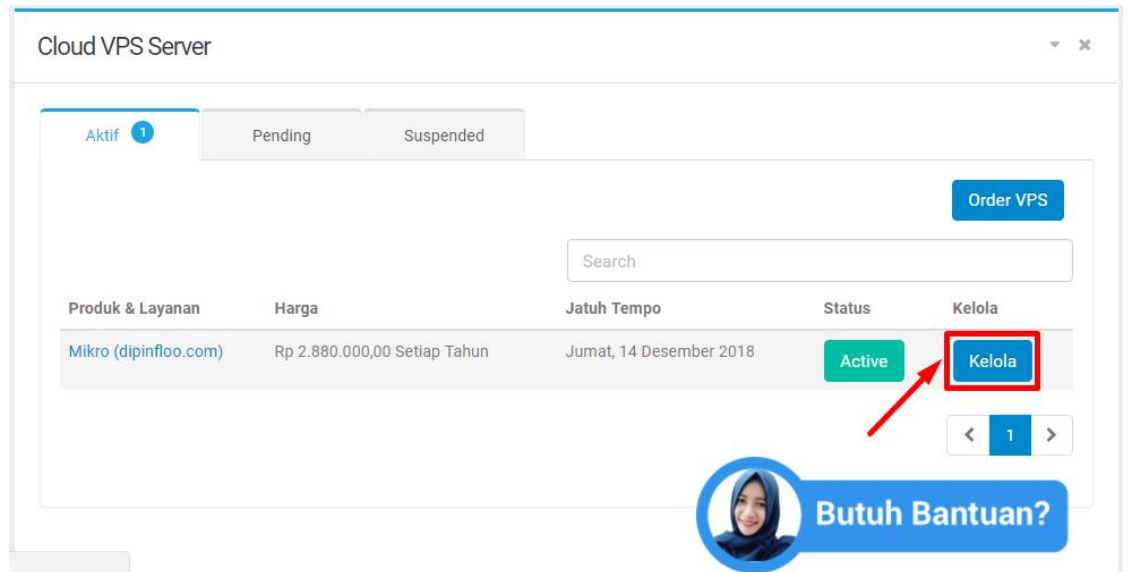 Cloud VPS Server
Aktif 1 Pending Suspended
Order VPS
Search
Produk & Layanan Harga Jatuh Tempo Status Kelola
Mikro (dipinfloo.com) Rp 2.880.000,00 Setiap Tahun Jumat, 14 Desember 2018 Active Kelola
1
Butuh Bantuan?